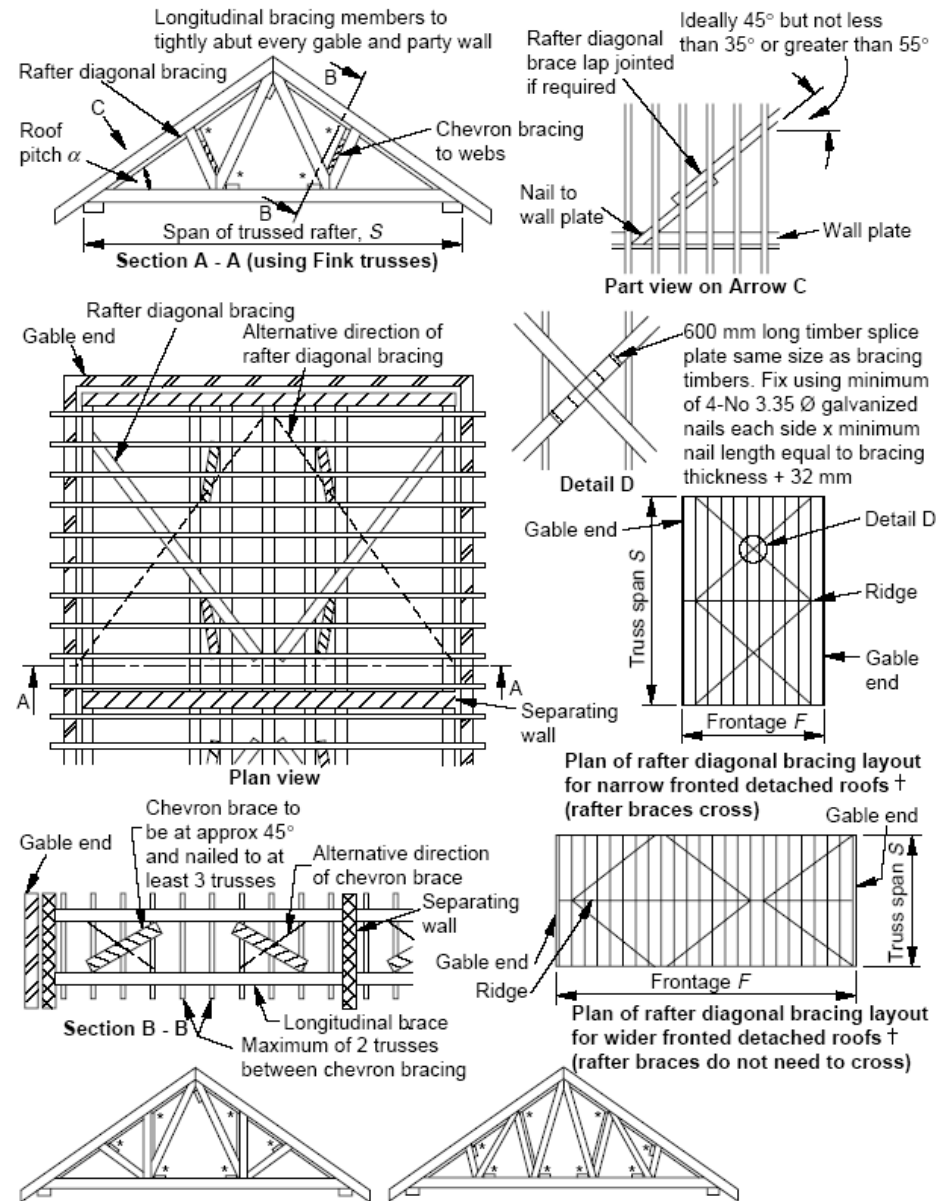 Longitudinal bracing members to
tightly abut every gable and party wall
Rafter diagonal bracing
B
C
*
*
Roof
pitch α
Chevron bracing
to webs
*
*
B
Span of trussed rafter, S
Section A - A (using Fink trusses)
Ideally 45° but not less
than 35° or greater than 55°
Rafter diagonal
brace lap jointed
if required
Nail to
wall plate
Wall plate
Part view on Arrow C
Rafter diagonal bracing
Gable end
Alternative direction of
rafter diagonal bracing
A
A
Separating
wall
Plan view
600 mm long timber splice
plate same size as bracing
timbers. Fix using minimum
of 4-No 3.35 Ø galvanized
nails each side x minimum
nail length equal to bracing
thickness + 32 mm
Detail D
Gable end
Detail D
Truss span S
Ridge
Gable
end
Frontage F
Plan of rafter diagonal bracing layout
for narrow fronted detached roofs †
(rafter braces cross)
Chevron brace to
be at approx 45°
and nailed to at
least 3 trusses
Gable end
Alternative direction
of chevron brace
Separating
wall
Section B - B
Longitudinal brace
Maximum of 2 trusses
between chevron bracing
Gable end
Truss span S
Gable end
Ridge
Frontage F
Plan of rafter diagonal bracing layout
for wider fronted detached roofs †
(rafter braces do not need to cross)
*
*
*
*
*
*
*
*
*
*
*
*
*
*